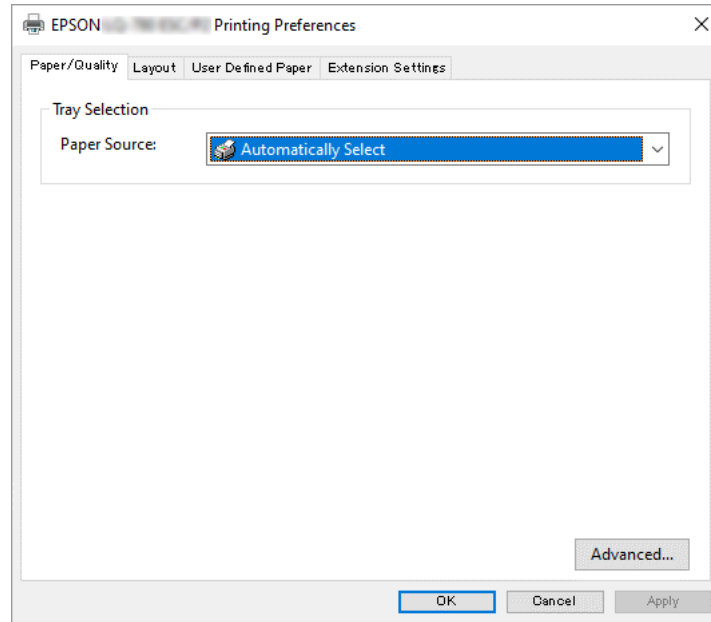 EPSON Printing Preferences
Paper/Quality Layout User Defined Paper Extension Settings
Tray Selection
Paper Source: Automatically Select
Advanced...
OK Cancel Apply